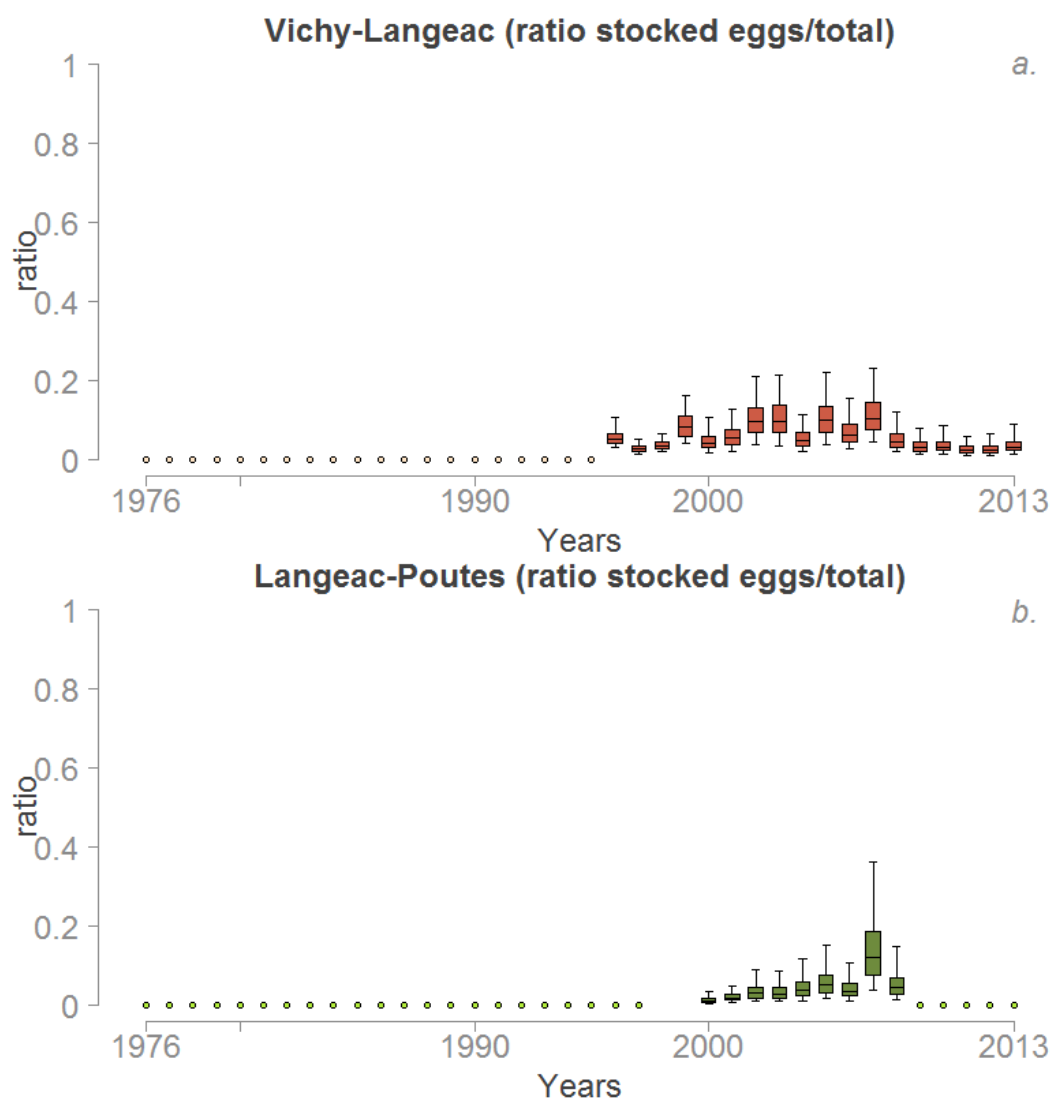 Vichy-Langeac (ratio stocked eggs/total)
a.
1
0.8
0.6
0.4
0.2
0
ratio
1976
1990
2000
2013
Years
Langeac-Poutes (ratio stocked eggs/total)
b.
1
0.8
0.6
0.4
0.2
0
ratio
1976
1990
2000
2013
Years